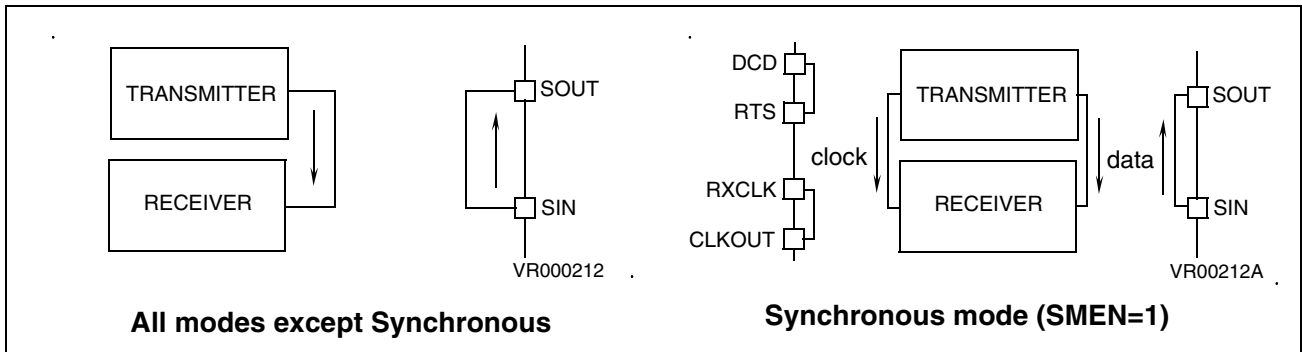 TRANSMITTER
RECEIVER
SOUT
SIN
VR000212
All modes except Synchronous
DCD
RTS
RXCLK
CLKOUT
clock
TRANSMITTER
RECEIVER
data
SOUT
SIN
VR00212A
Synchronous mode (SMEN=1)